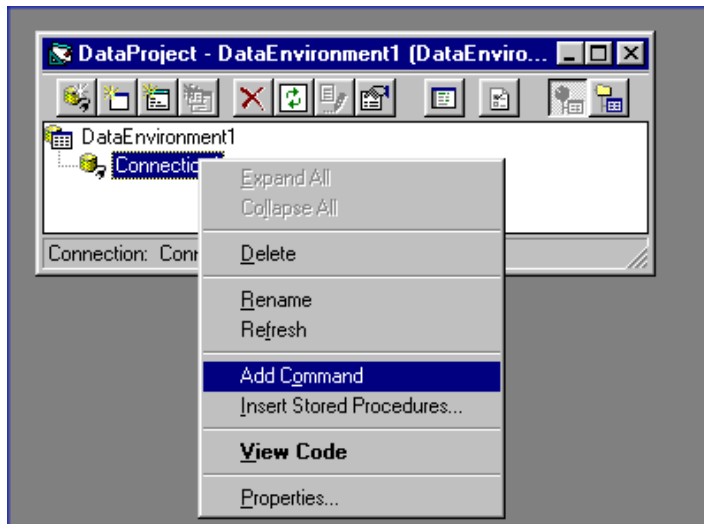 DataProject - DataEnvironment1 (DataEnviro...
DataEnvironment1
Connection
Expand All
Collapse All
Connection: Conn
Delete
Rename
Refresh
Add Command
Insert Stored Procedures...
View Code
Properties...